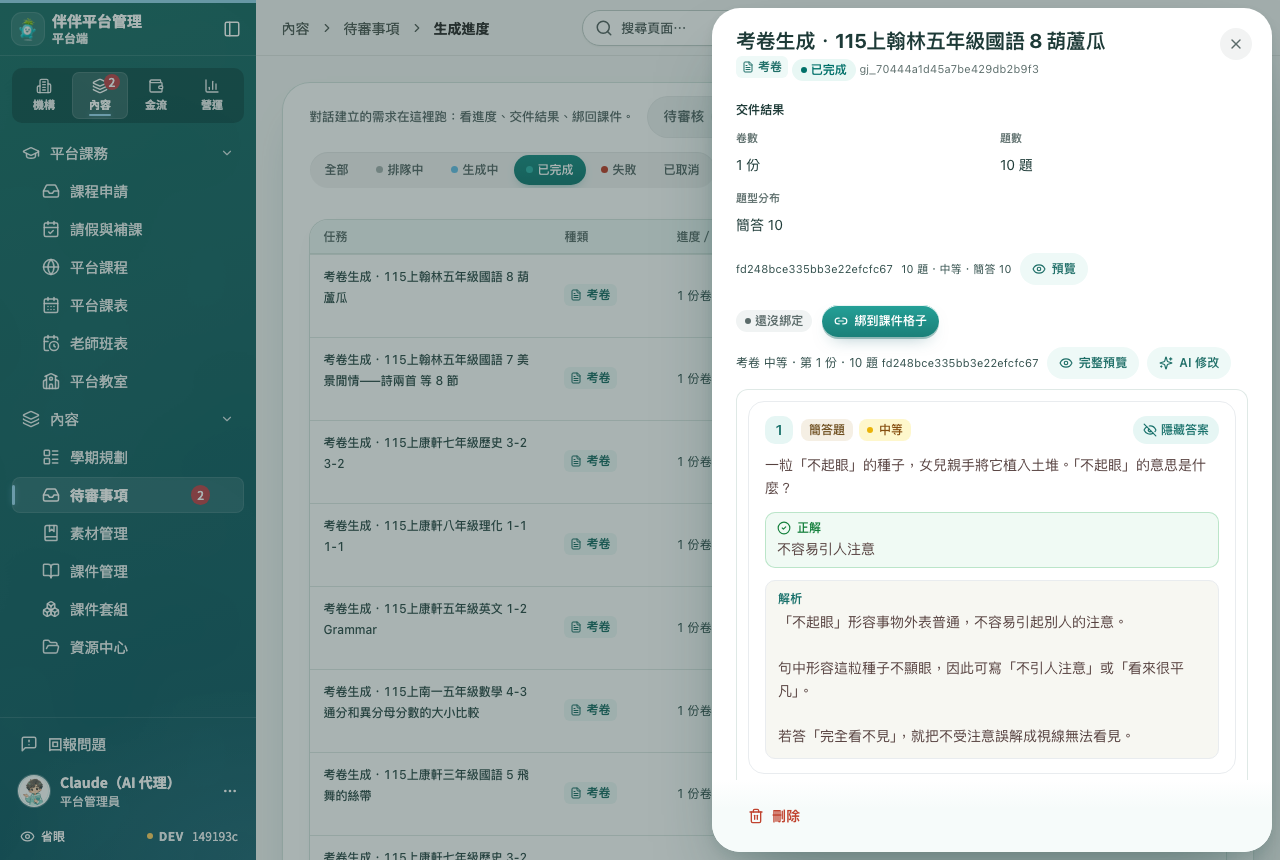 伴伴平台管理
平台端
機構
內容
2
金流
營運
平台課務
課程申請
請假與補課
平台課程
平台課表
老師班表
平台教室
內容
學期規劃
待審事項
2
素材管理
課件管理
課件套組
資源中心
回報問題
Claude（AI 代理）
平台管理員
省眼
DEV 149193c
內容 > 待審事項 > 生成進度
搜尋頁面…
對話建立的需求在這裡跑：看進度、交件結果、綁回課件。
待審核
全部
排隊中
生成中
已完成
失敗
已取消
任務 種類 進度 /
考卷生成 · 115上翰林五年級國語 8 葫
蘆瓜
考卷
1 份卷
考卷生成 · 115上翰林五年級國語 7 美
景閒情——詩兩首 等 8 節
考卷
1 份卷
考卷生成 · 115上康軒七年級歷史 3-2
3-2
考卷
1 份卷
考卷生成 · 115上康軒八年級理化 1-1
1-1
考卷
1 份卷
考卷生成 · 115上康軒五年級英文 1-2
Grammar
考卷
1 份卷
考卷生成 · 115上南一五年級數學 4-3
通分和異分母分數的大小比較
考卷
1 份卷
考卷生成 · 115上康軒三年級國語 5 飛
舞的絲帶
考卷
1 份卷
考卷生成 · 115上康軒七年級歷史 3-2
考卷生成 · 115上翰林五年級國語 8 葫蘆瓜
考卷
已完成
gj_70444a1d45a7be429db2b9f3
交件結果
卷數
題數
1 份
10 題
題型分布
簡答 10
fd248bce335bb3e22efcfc67 10 題 · 中等 · 簡答 10
預覽
還沒綁定
綁到課件格子
考卷 中等 · 第 1 份 · 10 題 fd248bce335bb3e22efcfc67
完整預覽
AI 修改
1
簡答題
中等
隱藏答案
一粒「不起眼」的種子，女兒親手將它植入土堆。「不起眼」的意思是什
麼？
正解
不容易引人注意
解析
「不起眼」形容事物外表普通，不容易引起別人的注意。
句中形容這粒種子不顯眼，因此可寫「不引人注意」或「看來很平
凡」。
若答「完全看不見」，就把不受注意誤解成視線無法看見。
刪除